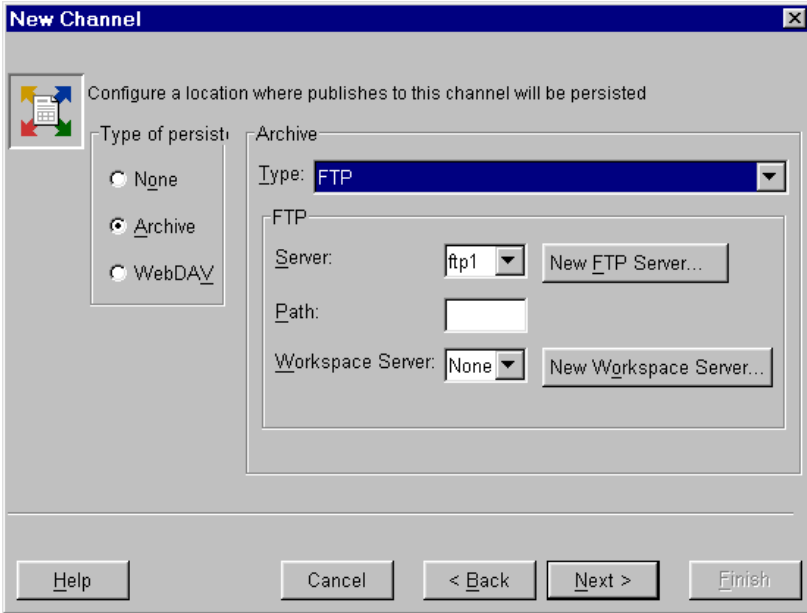 New Channel
Configure a location where publishes to this channel will be persisted
Type of persist
None
Archive
WebDAV
Archive
Type: FTP
FTP
Server: ftp1 New FTP Server...
Path:
Workspace Server: None New Workspace Server...
Help Cancel < Back Next > Finish